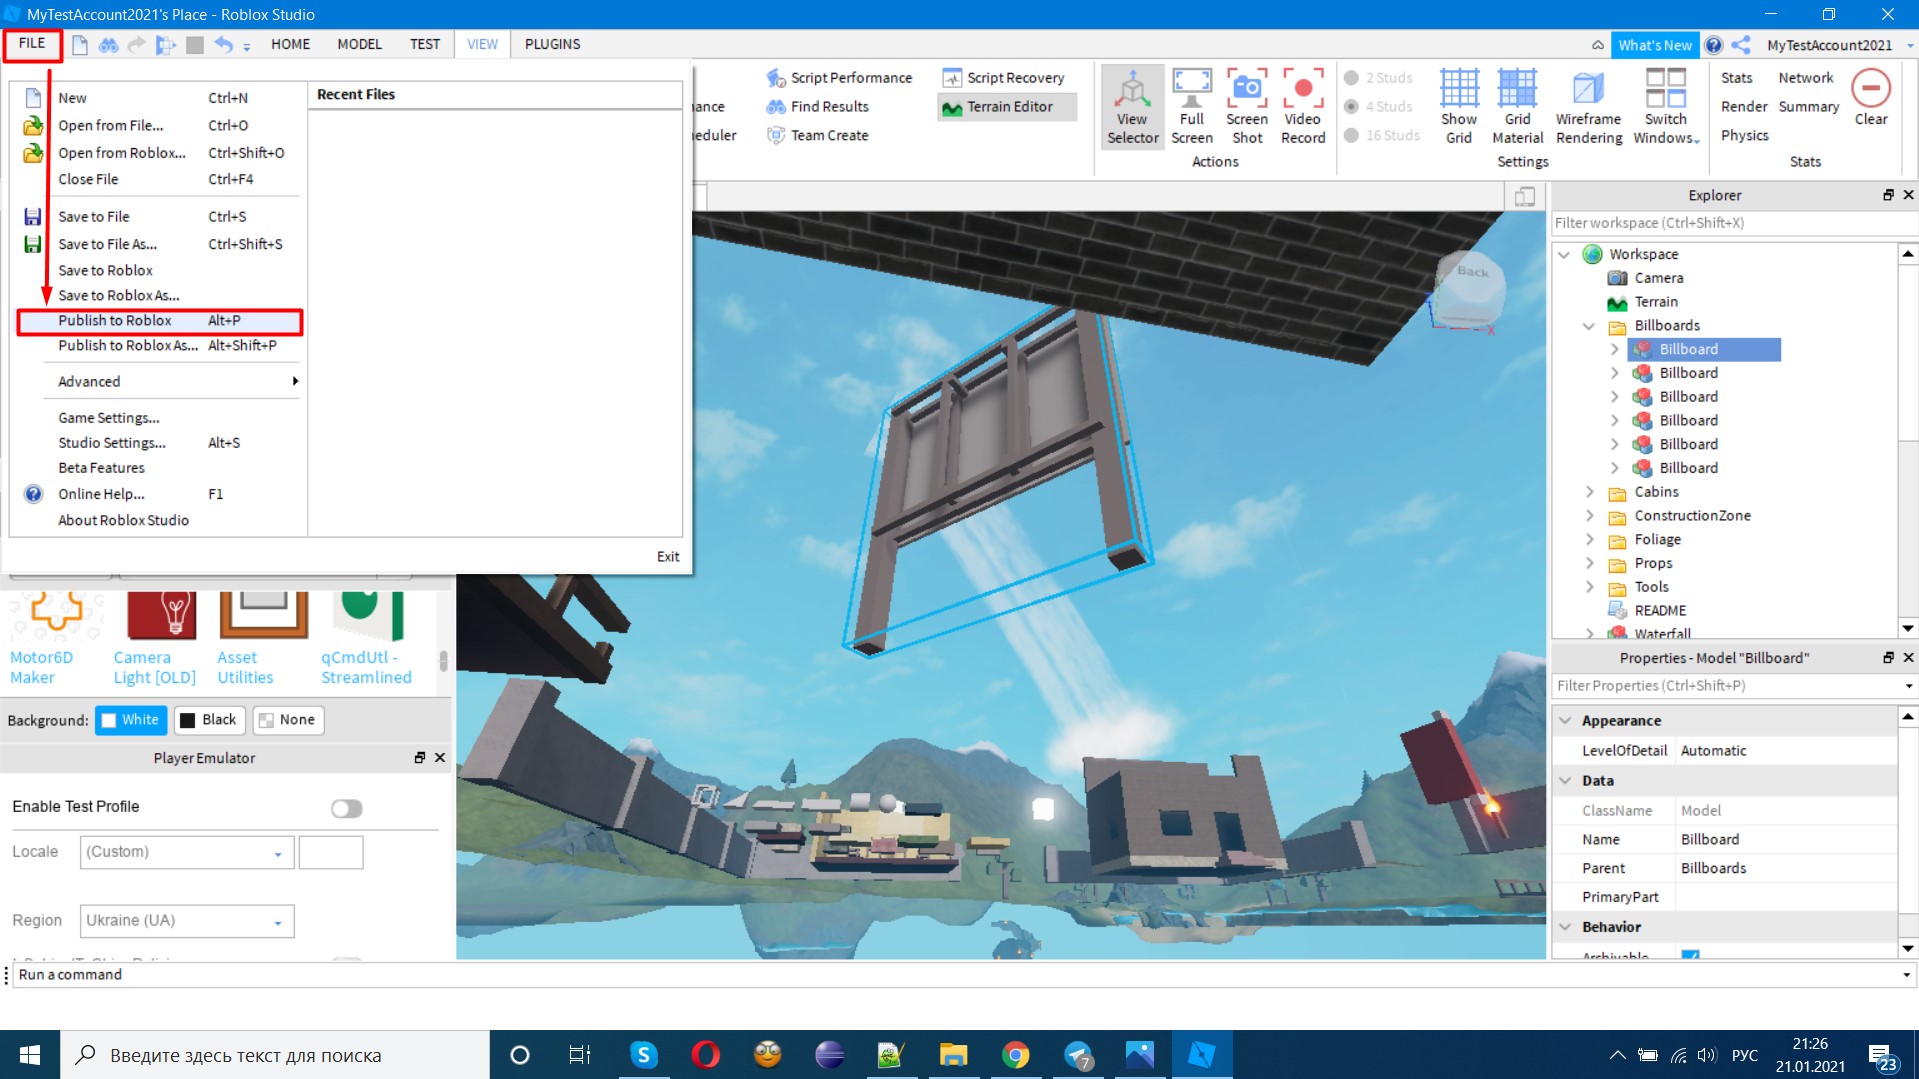 MyTestAccount2021's Place - Roblox Studio
FILE HOME MODEL TEST VIEW PLUGINS What's New MyTestAccount2021
New Ctrl+N
Open from File... Ctrl+O
Open from Roblox... Ctrl+Shift+O
Close File Ctrl+F4
Save to File Ctrl+S
Save to File As... Ctrl+Shift+S
Save to Roblox
Save to Roblox As...
Publish to Roblox Alt+P
Publish to Roblox As... Alt+Shift+P
Advanced
Game Settings...
Studio Settings... Alt+S
Beta Features
Online Help... F1
About Roblox Studio
Recent Files
Exit
Script Performance
Find Results
Team Create
Script Recovery
Terrain Editor
View Selector
Full Screen
Screen Shot
Video Record
Actions
2 Studs
4 Studs
16 Studs
Show Grid
Grid Material
Wireframe Rendering
Switch Windows
Settings
Stats Network
Render Summary
Physics
Clear
Stats
Back
X
Explorer
Filter workspace (Ctrl+Shift+X)
Workspace
Camera
Terrain
Billboards
Billboard
Billboard
Billboard
Billboard
Billboard
Billboard
Cabins
ConstructionZone
Foliage
Props
Tools
README
Waterfall
Properties - Model "Billboard"
Filter Properties (Ctrl+Shift+P)
Appearance
LevelOfDetail Automatic
Data
ClassName Model
Name Billboard
Parent Billboards
PrimaryPart
Behavior
Archivable
Motor6D Maker
Camera Light [OLD]
Asset Utilities
qCmdUtl - Streamlined
Background: White Black None
Player Emulator
Enable Test Profile
Locale (Custom)
Region Ukraine (UA)
Run a command
Введите здесь текст для поиска
7
РУС
21:26
21.01.2021
23